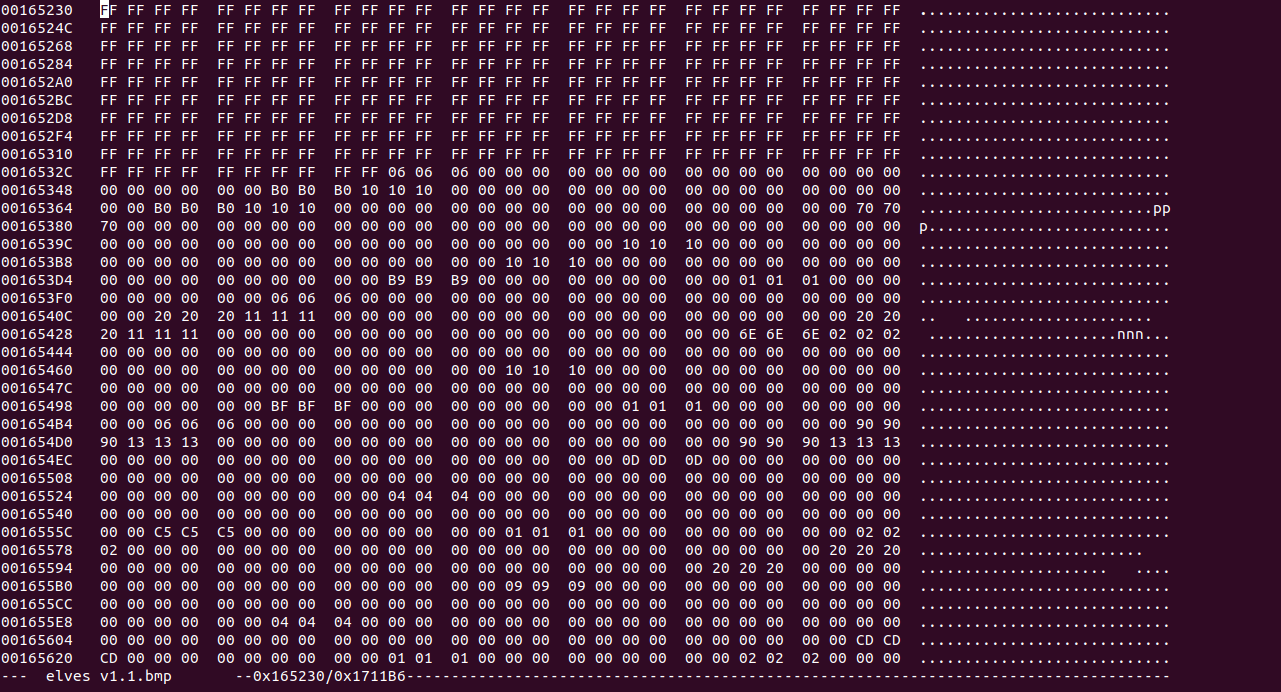 00165230 FF FF FF FF FF FF FF FF FF FF FF FF FF FF FF FF FF FF FF FF FF FF FF FF FF FF FF FF ............................
0016524C FF FF FF FF FF FF FF FF FF FF FF FF FF FF FF FF FF FF FF FF FF FF FF FF FF FF FF FF ............................
00165268 FF FF FF FF FF FF FF FF FF FF FF FF FF FF FF FF FF FF FF FF FF FF FF FF FF FF FF FF ............................
00165284 FF FF FF FF FF FF FF FF FF FF FF FF FF FF FF FF FF FF FF FF FF FF FF FF FF FF FF FF ............................
001652A0 FF FF FF FF FF FF FF FF FF FF FF FF FF FF FF FF FF FF FF FF FF FF FF FF FF FF FF FF ............................
001652BC FF FF FF FF FF FF FF FF FF FF FF FF FF FF FF FF FF FF FF FF FF FF FF FF FF FF FF FF ............................
001652D8 FF FF FF FF FF FF FF FF FF FF FF FF FF FF FF FF FF FF FF FF FF FF FF FF FF FF FF FF ............................
001652F4 FF FF FF FF FF FF FF FF FF FF FF FF FF FF FF FF FF FF FF FF FF FF FF FF FF FF FF FF ............................
00165310 FF FF FF FF FF FF FF FF FF FF FF FF FF FF FF FF FF FF FF FF FF FF FF FF FF FF FF FF ............................
0016532C FF FF FF FF FF FF FF FF FF FF 06 06 06 00 00 00 00 00 00 00 00 00 00 00 00 00 00 00 ............................
00165348 00 00 00 00 00 00 B0 B0 B0 10 10 10 00 00 00 00 00 00 00 00 00 00 00 00 00 00 00 00 ............................
00165364 00 00 B0 B0 B0 10 10 10 00 00 00 00 00 00 00 00 00 00 00 00 00 00 00 00 00 00 70 70 ..........................pp
00165380 70 00 00 00 00 00 00 00 00 00 00 00 00 00 00 00 00 00 00 00 00 00 00 00 00 00 00 00 p...........................
0016539C 00 00 00 00 00 00 00 00 00 00 00 00 00 00 00 00 00 00 10 10 10 00 00 00 00 00 00 00 ............................
001653B8 00 00 00 00 00 00 00 00 00 00 00 00 00 00 10 10 10 00 00 00 00 00 00 00 00 00 00 00 ............................
001653D4 00 00 00 00 00 00 00 00 00 00 B9 B9 B9 00 00 00 00 00 00 00 00 00 01 01 01 00 00 00 ............................
001653F0 00 00 00 00 00 00 06 06 06 00 00 00 00 00 00 00 00 00 00 00 00 00 00 00 00 00 00 00 ............................
0016540C 00 00 20 20 20 11 11 11 00 00 00 00 00 00 00 00 00 00 00 00 00 00 00 00 00 00 20 20 ..   .....................
00165428 20 11 11 11 00 00 00 00 00 00 00 00 00 00 00 00 00 00 00 00 00 00 6E 6E 6E 02 02 02  .....................nnn...
00165444 00 00 00 00 00 00 00 00 00 00 00 00 00 00 00 00 00 00 00 00 00 00 00 00 00 00 00 00 ............................
00165460 00 00 00 00 00 00 00 00 00 00 00 00 00 00 10 10 10 00 00 00 00 00 00 00 00 00 00 00 ............................
0016547C 00 00 00 00 00 00 00 00 00 00 00 00 00 00 00 00 00 00 00 00 00 00 00 00 00 00 00 00 ............................
00165498 00 00 00 00 00 00 BF BF BF 00 00 00 00 00 00 00 00 00 01 01 01 00 00 00 00 00 00 00 ............................
001654B4 00 00 06 06 06 00 00 00 00 00 00 00 00 00 00 00 00 00 00 00 00 00 00 00 00 00 90 90 ............................
001654D0 90 13 13 13 00 00 00 00 00 00 00 00 00 00 00 00 00 00 00 00 00 00 90 90 90 13 13 13 ............................
001654EC 00 00 00 00 00 00 00 00 00 00 00 00 00 00 00 00 00 00 0D 0D 0D 00 00 00 00 00 00 00 ............................
00165508 00 00 00 00 00 00 00 00 00 00 00 00 00 00 00 00 00 00 00 00 00 00 00 00 00 00 00 00 ............................
00165524 00 00 00 00 00 00 00 00 00 00 04 04 04 00 00 00 00 00 00 00 00 00 00 00 00 00 00 00 ............................
00165540 00 00 00 00 00 00 00 00 00 00 00 00 00 00 00 00 00 00 00 00 00 00 00 00 00 00 00 00 ............................
0016555C 00 00 C5 C5 C5 00 00 00 00 00 00 00 00 00 01 01 01 00 00 00 00 00 00 00 00 00 02 02 ............................
00165578 02 00 00 00 00 00 00 00 00 00 00 00 00 00 00 00 00 00 00 00 00 00 00 00 00 20 20 20 .........................
00165594 00 00 00 00 00 00 00 00 00 00 00 00 00 00 00 00 00 00 00 00 00 20 20 20 00 00 00 00 .....................   ....
001655B0 00 00 00 00 00 00 00 00 00 00 00 00 00 00 09 09 09 00 00 00 00 00 00 00 00 00 00 00 ............................
001655CC 00 00 00 00 00 00 00 00 00 00 00 00 00 00 00 00 00 00 00 00 00 00 00 00 00 00 00 00 ............................
001655E8 00 00 00 00 00 00 04 04 04 00 00 00 00 00 00 00 00 00 00 00 00 00 00 00 00 00 00 00 ............................
00165604 00 00 00 00 00 00 00 00 00 00 00 00 00 00 00 00 00 00 00 00 00 00 00 00 00 00 CD CD ............................
00165620 CD 00 00 00 00 00 00 00 00 00 01 01 01 00 00 00 00 00 00 00 00 00 02 02 02 00 00 00 ............................
--- elves v1.1.bmp --0x165230/0x1711B6-------------------------------------------------------------------------------------